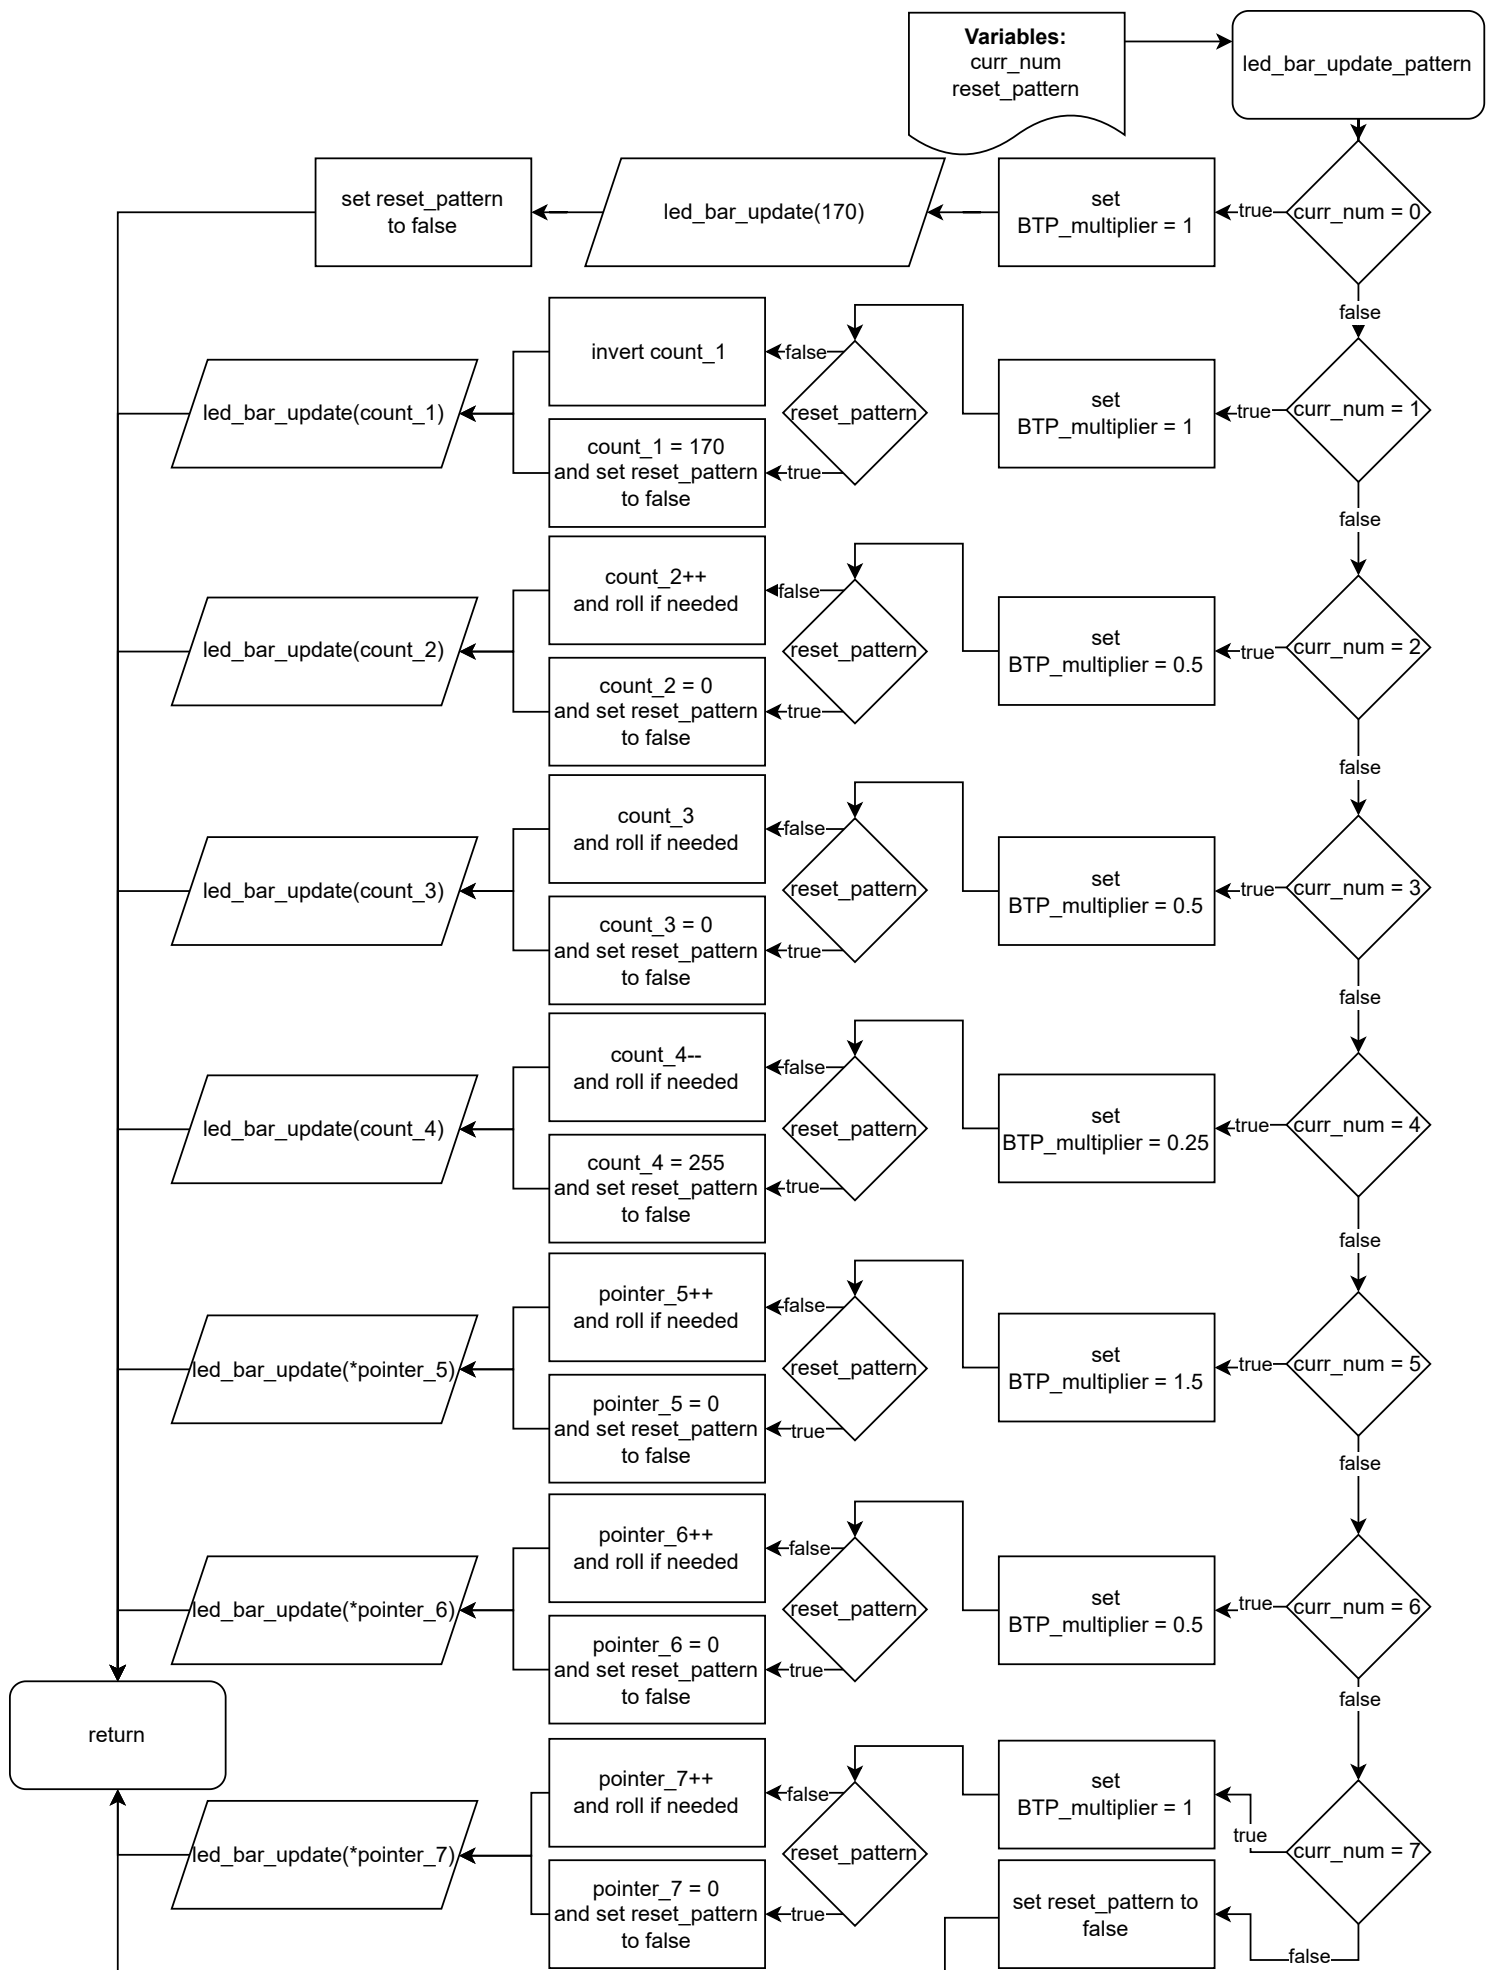 Variables:
curr_num
reset_pattern
led_bar_update_pattern
set reset_pattern
to false
led_bar_update(170)
set
BTP_multiplier = 1
true
curr_num = 0
false
led_bar_update(count_1)
invert count_1
count_1 = 170
and set reset_pattern
to false
false
true
reset_pattern
set
BTP_multiplier = 1
true
curr_num = 1
false
led_bar_update(count_2)
count_2++
and roll if needed
count_2 = 0
and set reset_pattern
to false
false
true
reset_pattern
set
BTP_multiplier = 0.5
true
curr_num = 2
false
led_bar_update(count_3)
count_3
and roll if needed
count_3 = 0
and set reset_pattern
to false
false
true
reset_pattern
set
BTP_multiplier = 0.5
true
curr_num = 3
false
led_bar_update(count_4)
count_4--
and roll if needed
count_4 = 255
and set reset_pattern
to false
false
true
reset_pattern
set
BTP_multiplier = 0.25
true
curr_num = 4
false
led_bar_update(*pointer_5)
pointer_5++
and roll if needed
pointer_5 = 0
and set reset_pattern
to false
false
true
reset_pattern
set
BTP_multiplier = 1.5
true
curr_num = 5
false
led_bar_update(*pointer_6)
pointer_6++
and roll if needed
pointer_6 = 0
and set reset_pattern
to false
false
true
reset_pattern
set
BTP_multiplier = 0.5
true
curr_num = 6
false
return
led_bar_update(*pointer_7)
pointer_7++
and roll if needed
pointer_7 = 0
and set reset_pattern
to false
false
true
reset_pattern
set
BTP_multiplier = 1
true
curr_num = 7
set reset_pattern to
false
false